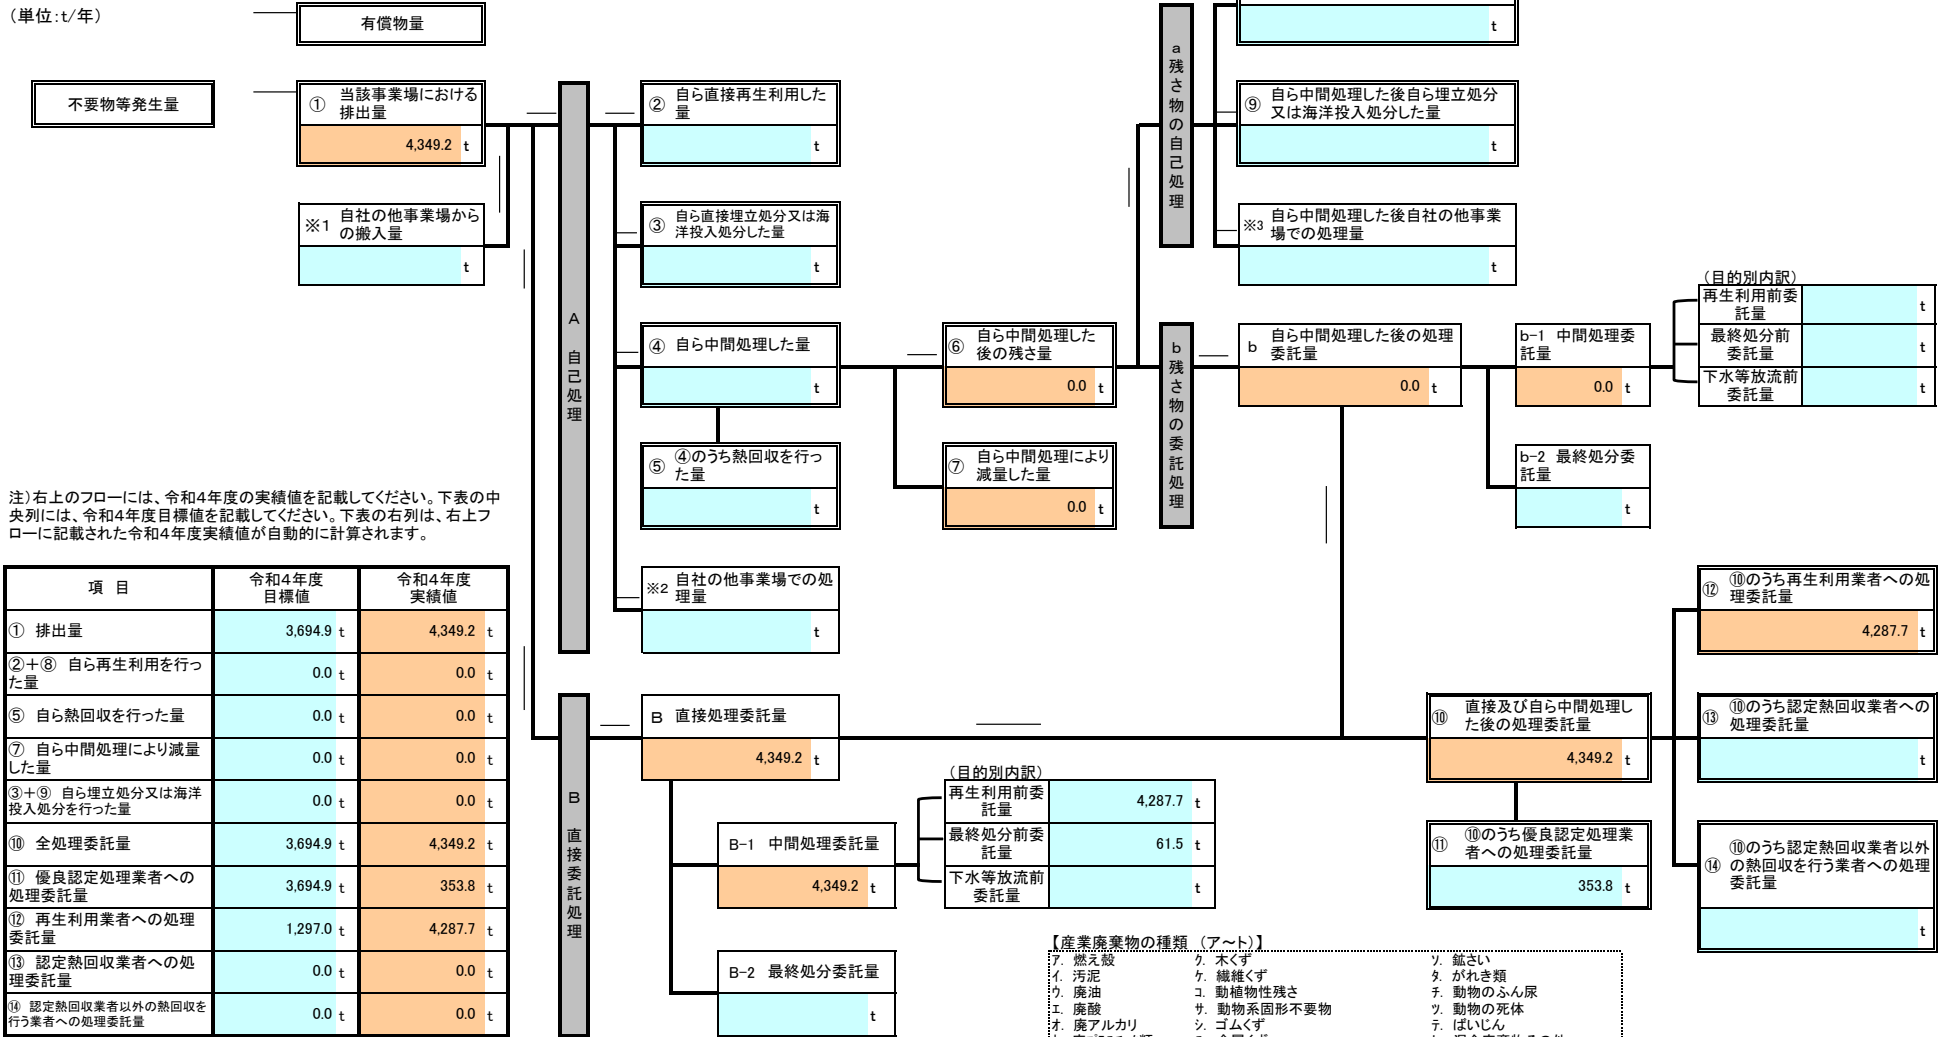 (単位:t/年)
有償物量
t
不要物等発生量
① 当該事業場における
排出量
4,349.2 t
※1 自社の他事業場から
の搬入量
t
A 自己処理
② 自ら直接再生利用した
量
t
③ 自ら直接埋立処分又は海
洋投入処分した量
t
④ 自ら中間処理した量
t
⑤ ④のうち熱回収を行っ
た量
t
※2 自社の他事業場での処
理量
t
⑥ 自ら中間処理した
後の残さ量
0.0 t
⑦ 自ら中間処理により
減量した量
0.0 t
a残さ物の自己処理
⑨ 自ら中間処理した後自ら埋立処分
又は海洋投入処分した量
t
※3 自ら中間処理した後自社の他事業
場での処理量
t
b残さ物の委託処理
b 自ら中間処理した後の処理
委託量
0.0 t
b-1 中間処理委
託量
0.0 t
b-2 最終処分委
託量
t
(目的別内訳)
再生利用前委
託量
t
最終処分前
委託量
t
下水等放流前
委託量
t
注)右上のフローには、令和4年度の実績値を記載してください。下表の中
央列には、令和4年度目標値を記載してください。下表の右列は、右上フ
ローに記載された令和4年度実績値が自動的に計算されます。
項 目 令和4年度
目標値 令和4年度
実績値
① 排出量 3,694.9 t 4,349.2 t
②+⑧ 自ら再生利用を行っ
た量 0.0 t 0.0 t
⑤ 自ら熱回収を行った量 0.0 t 0.0 t
⑦ 自ら中間処理により減量
した量 0.0 t 0.0 t
③+⑨ 自ら埋立処分又は海洋
投入処分を行った量 0.0 t 0.0 t
⑩ 全処理委託量 3,694.9 t 4,349.2 t
⑪ 優良認定処理業者への
処理委託量 3,694.9 t 353.8 t
⑫ 再生利用業者への処理
委託量 1,297.0 t 4,287.7 t
⑬ 認定熱回収業者への処
理委託量 0.0 t 0.0 t
⑭ 認定熱回収業者以外の熱回収を
行う業者への処理委託量 0.0 t 0.0 t
B 直接委託処理
B 直接処理委託量
4,349.2 t
B-1 中間処理委託量
4,349.2 t
B-2 最終処分委託量
t
(目的別内訳)
再生利用前委
託量
4,287.7 t
最終処分前委
託量
61.5 t
下水等放流前
委託量
t
⑩ 直接及び自ら中間処理し
た後の処理委託量
4,349.2 t
⑪ ⑩のうち優良認定処理業
者への処理委託量
353.8 t
⑫ ⑩のうち再生利用業者への処
理委託量
4,287.7 t
⑬ ⑩のうち認定熱回収業者への
処理委託量
t
⑭ ⑩のうち認定熱回収業者以外
の熱回収を行う業者への処理
委託量
t
【産業廃棄物の種類 (ア~ト)】
ア. 燃え殻 ク. 木くず ソ. 鉱さい
イ. 汚泥 ケ. 繊維くず タ. がれき類
ウ. 廃油 コ. 動植物性残さ チ. 動物のふん尿
エ. 廃酸 サ. 動物系固形不要物 ツ. 動物の死体
オ. 廃アルカリ シ. ゴムくず テ. ばいじん